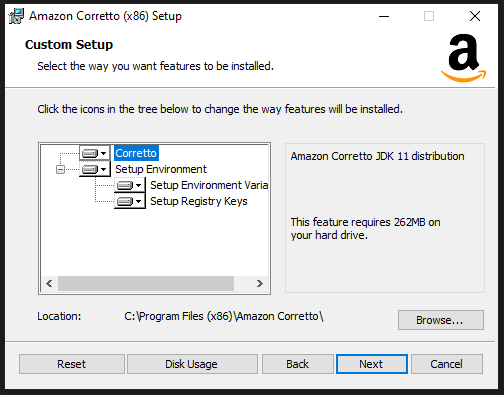 Amazon Corretto (x86) Setup
Custom Setup
Select the way you want features to be installed.
a
Click the icons in the tree below to change the way features will be installed.
Corretto
Setup Environment
Setup Environment Varia
Setup Registry Keys
Amazon Corretto JDK 11 distribution
This feature requires 262MB on
your hard drive.
Location: C:\Program Files (x86)\Amazon Corretto\
Browse...
Reset Disk Usage Back Next Cancel